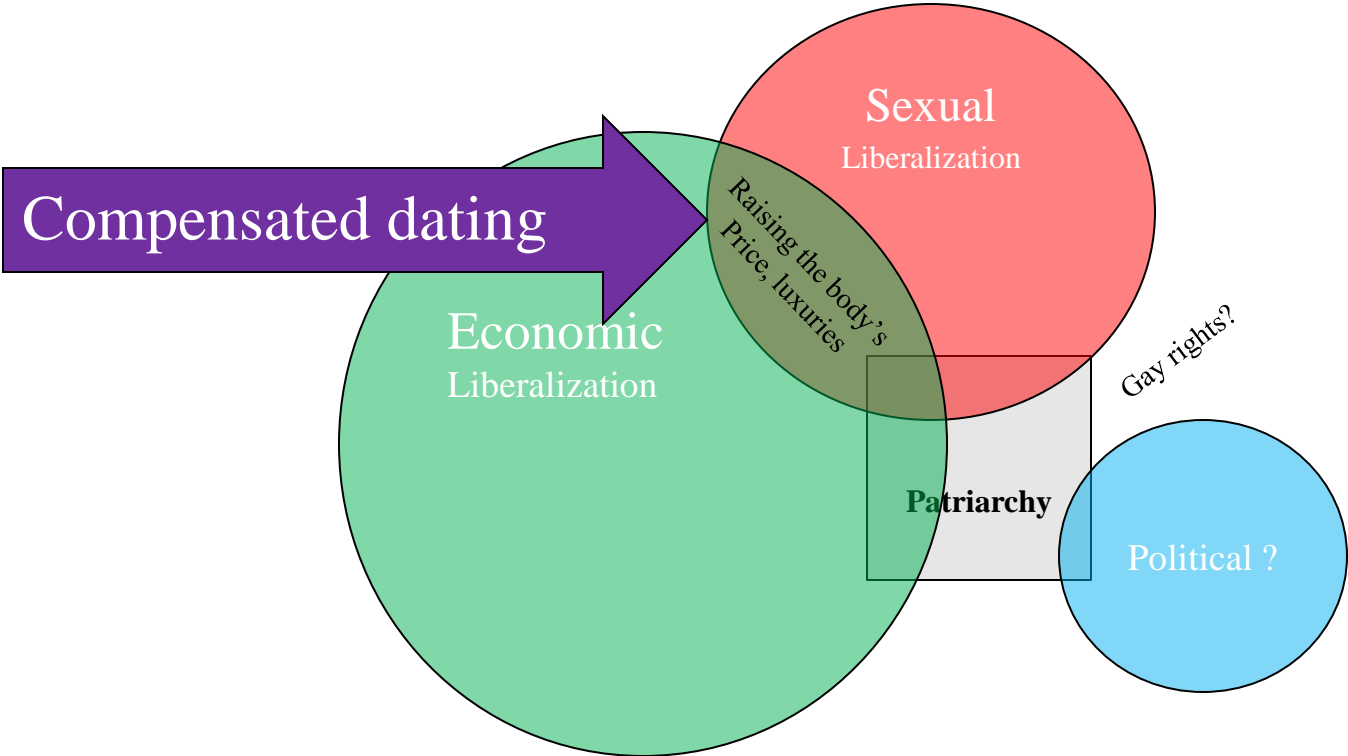 Sexual
Liberalization
Compensated dating
Raising the body’s
Price, luxuries
Economic
Liberalization
Gay rights?
Patriarchy
Political ?